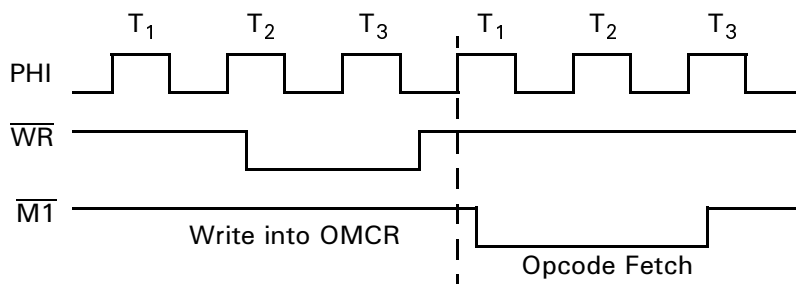 T1 T2 T3 T1 T2 T3
PHI
WR
M1
Write into OMCR
Opcode Fetch